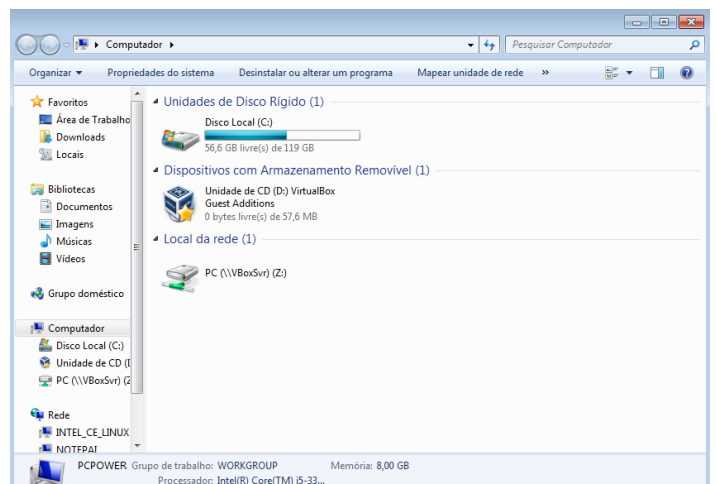 Computador
Pesquisar Computador
Organizar
Propriedades do sistema
Desinstalar ou alterar um programa
Mapear unidade de rede
»
Favoritos
Área de Trabalho
Downloads
Locais
Bibliotecas
Documentos
Imagens
Músicas
Vídeos
Grupo doméstico
Computador
Disco Local (C:)
Unidade de CD (
PC (\\VBoxSvr) (Z
Rede
INTEL_CE_LINUX
NOTEPAI
Unidades de Disco Rígido (1)
Disco Local (C:)
56,6 GB livre(s) de 119 GB
Dispositivos com Armazenamento Removível (1)
Unidade de CD (D:) VirtualBox
Guest Additions
0 bytes livre(s) de 57,6 MB
Local da rede (1)
PC (\\VBoxSvr) (Z:)
PCPOWER Grupo de trabalho: WORKGROUP Memória: 8,00 GB
Processador: Intel(R) Core(TM) i5-33...